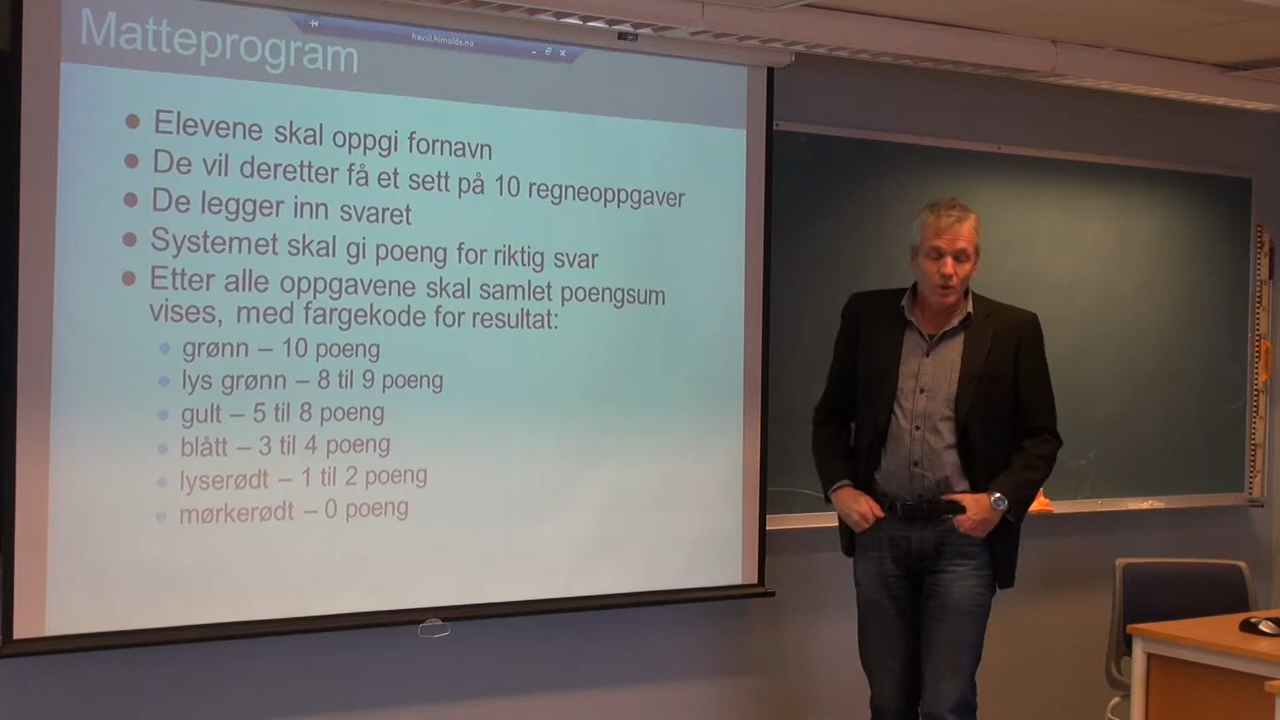 havsil.himolde.no
Matteprogram
Elevene skal oppgi fornavn
De vil deretter få et sett på 10 regneoppgaver
De legger inn svaret
Systemet skal gi poeng for riktig svar
Etter alle oppgavene skal samlet poengsum
vises, med fargekode for resultat:
grønn – 10 poeng
lys grønn – 8 til 9 poeng
gult – 5 til 8 poeng
blått – 3 til 4 poeng
lyserødt – 1 til 2 poeng
mørkerødt – 0 poeng